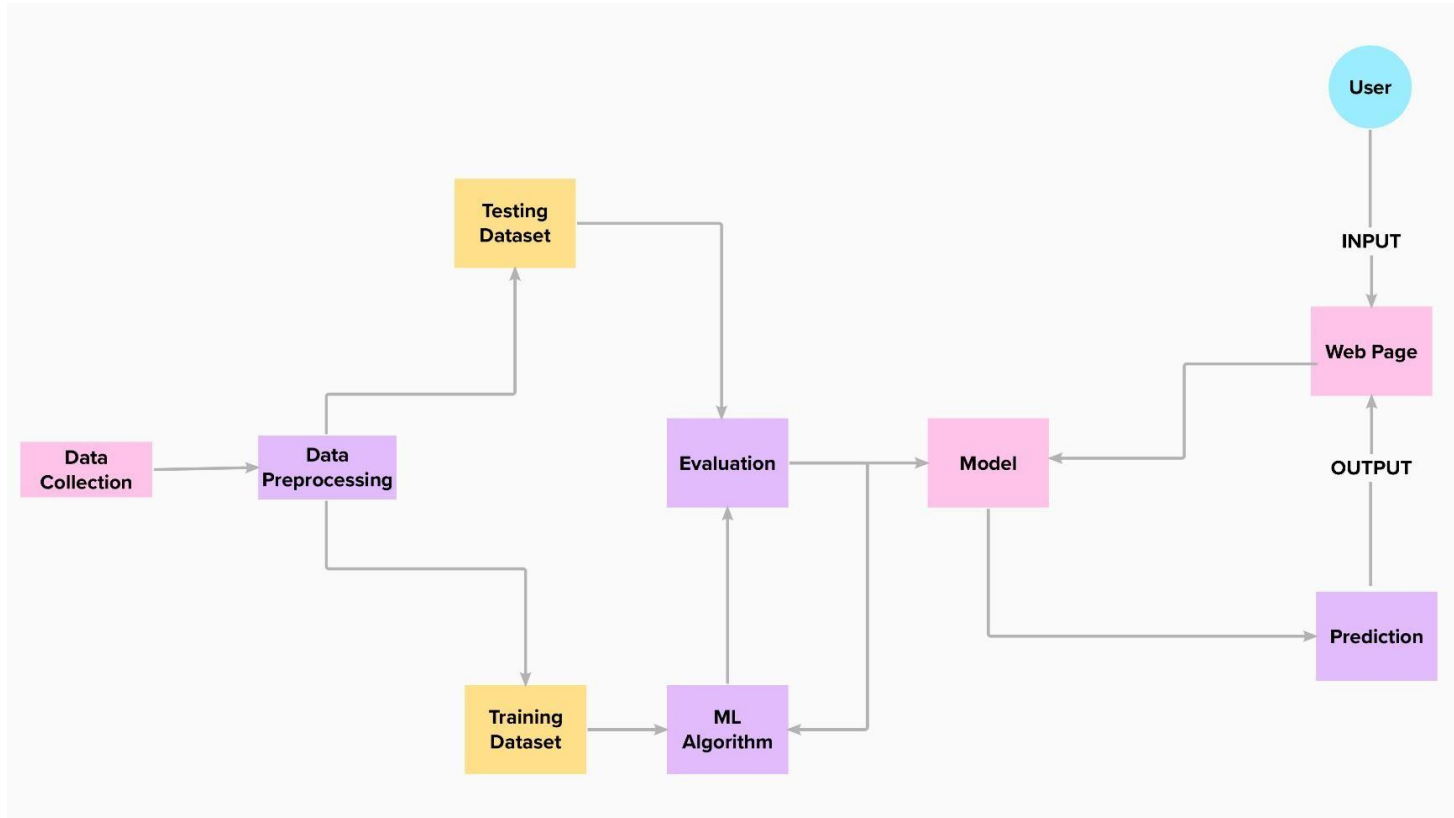 User
Testing
Dataset
INPUT
Web Page
Data
Collection
Data
Preprocessing
Evaluation
Model
OUTPUT
Prediction
Training
Dataset
ML
Algorithm